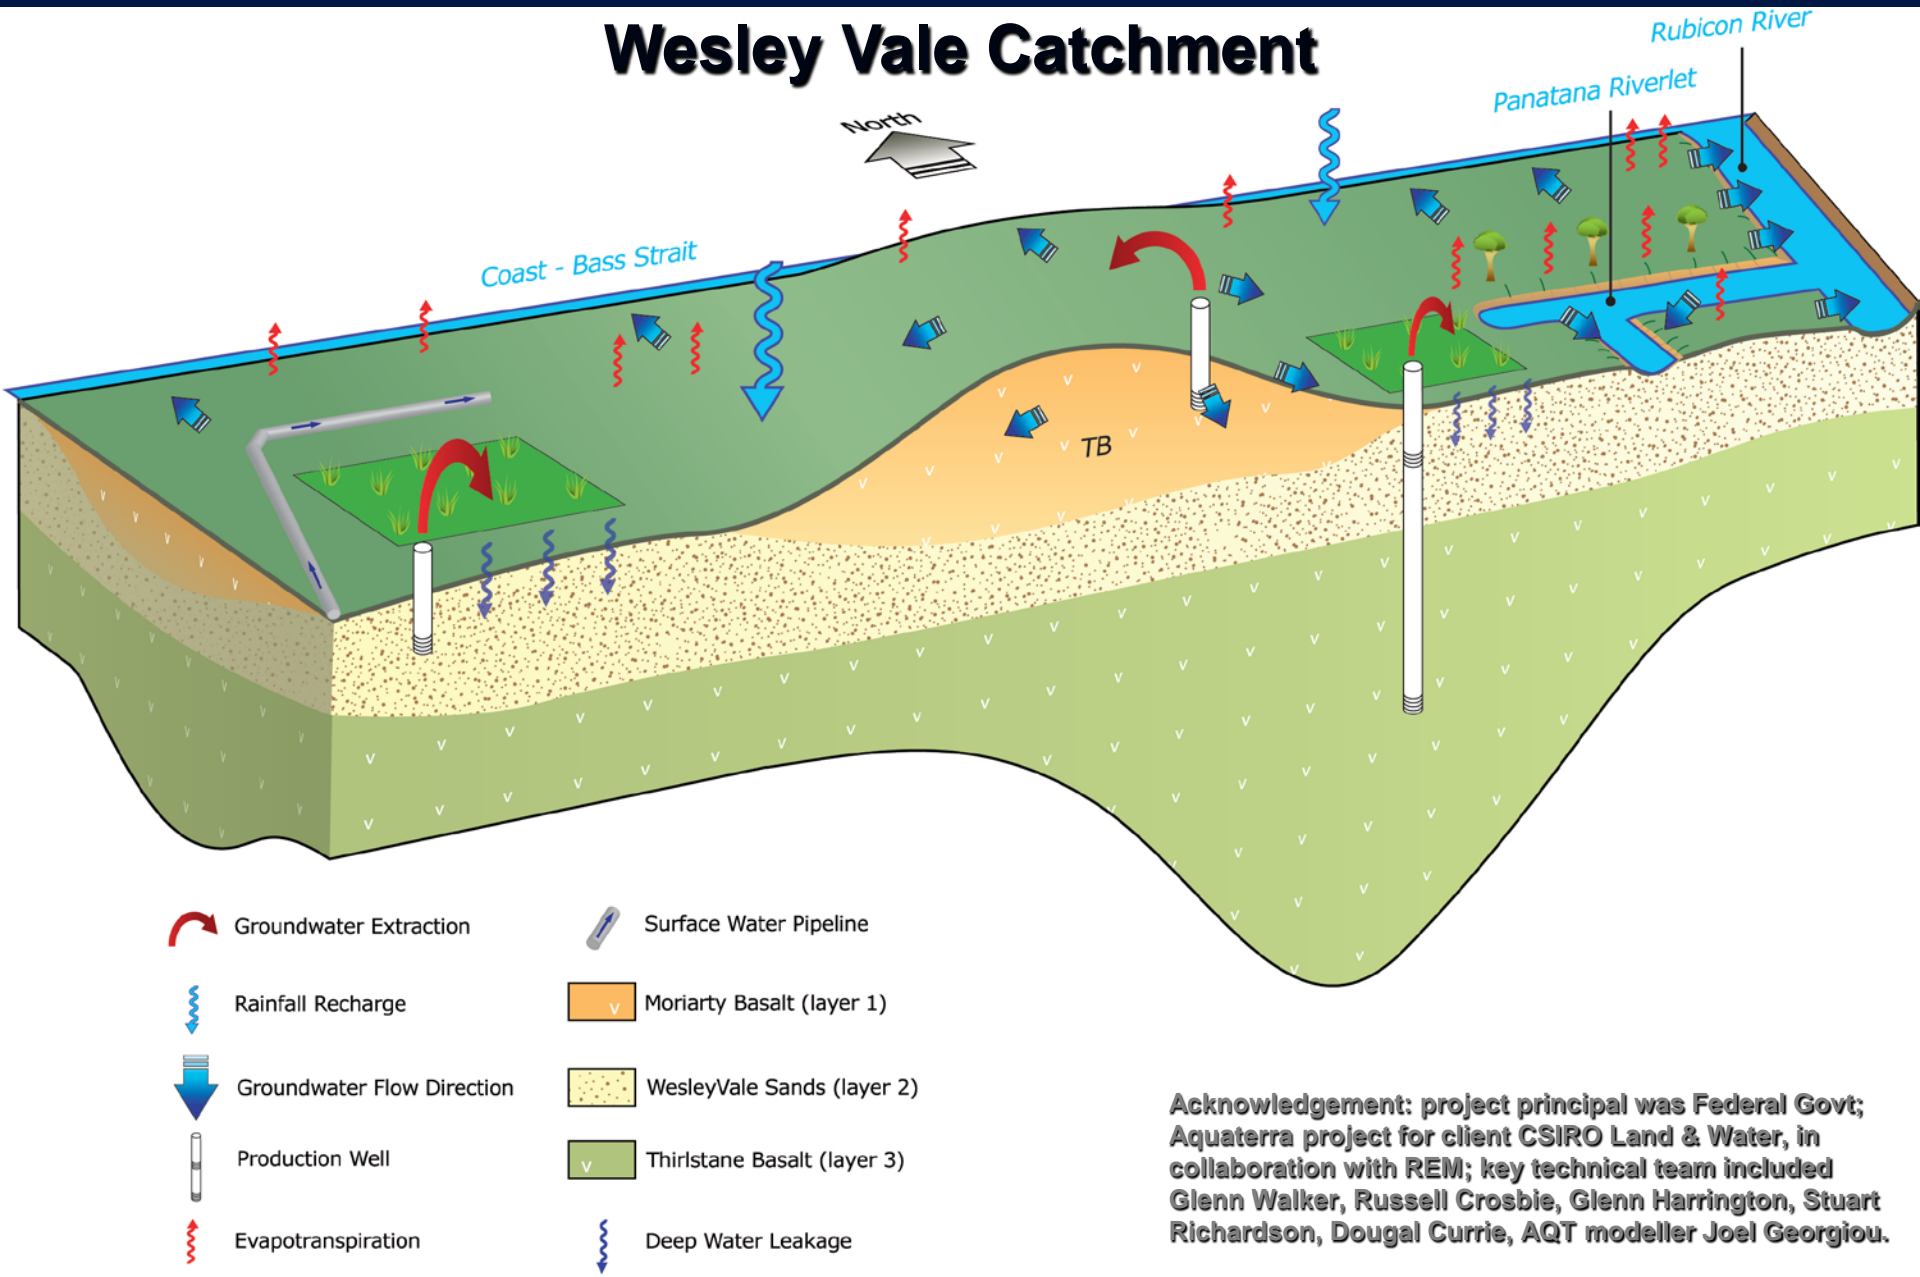 Wesley Vale Catchment
Rubicon River
Panatana Riverlet
North
Coast - Bass Strait
TB
Groundwater Extraction
Rainfall Recharge
Groundwater Flow Direction
Production Well
Evapotranspiration
Surface Water Pipeline
Moriarty Basalt (layer 1)
WesleyVale Sands (layer 2)
Thirlstane Basalt (layer 3)
Deep Water Leakage
Acknowledgement: project principal was Federal Govt;
Aquaterra project for client CSIRO Land & Water, in
collaboration with REM; key technical team included
Glenn Walker, Russell Crosbie, Glenn Harrington, Stuart
Richardson, Dougal Currie, AQT modeller Joel Georgiou.